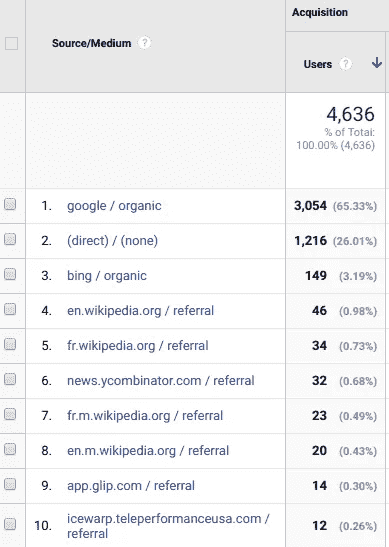 Acquisition
Source/Medium ?
Users ?
4,636
% of Total:
100.00% (4,636)
1. google / organic 3,054 (65.33%)
2. (direct) / (none) 1,216 (26.01%)
3. bing / organic 149 (3.19%)
4. en.wikipedia.org / referral 46 (0.98%)
5. fr.wikipedia.org / referral 34 (0.73%)
6. news.ycombinator.com / referral 32 (0.68%)
7. fr.m.wikipedia.org / referral 23 (0.49%)
8. en.m.wikipedia.org / referral 20 (0.43%)
9. app.glip.com / referral 14 (0.30%)
10. icewarp.teleperformanceusa.com / 12 (0.26%)
referral